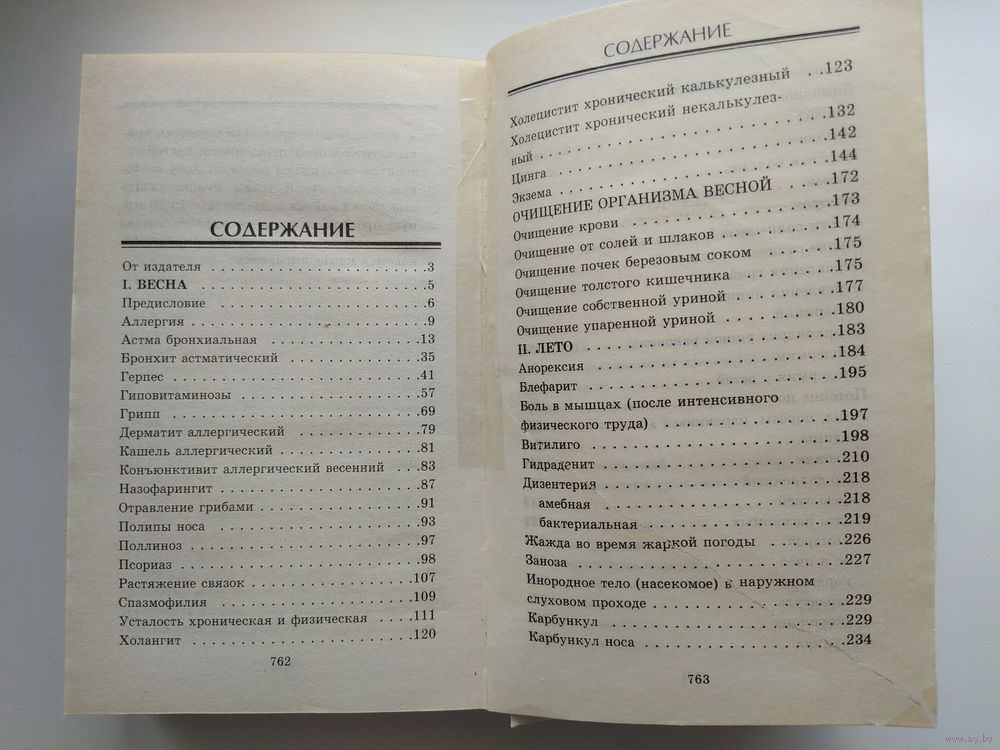 СОДЕРЖАНИЕ
От издателя . . . . . . . . . . . . . . . .3
I. ВЕСНА . . . . . . . . . . . . . . . . .5
Предисловие . . . . . . . . . . . . . . . .6
Аллергия . . . . . . . . . . . . . . . . .9
Астма бронхиальная . . . . . . . . . . . .13
Бронхит астматический . . . . . . . . . . .35
Герпес . . . . . . . . . . . . . . . . . .41
Гиповитаминозы . . . . . . . . . . . . . .57
Грипп . . . . . . . . . . . . . . . . . .69
Дерматит аллергический . . . . . . . . . .79
Кашель аллергический . . . . . . . . . . .81
Конъюнктивит аллергический весенний . . .83
Назофарингит . . . . . . . . . . . . . . .87
Отравление грибами . . . . . . . . . . . .91
Полипы носа . . . . . . . . . . . . . . .93
Поллиноз . . . . . . . . . . . . . . . . .97
Псориаз . . . . . . . . . . . . . . . . .98
Растяжение связок . . . . . . . . . . . .107
Спазмофилия . . . . . . . . . . . . . . .109
Усталость хроническая и физическая . . . .111
Холангит . . . . . . . . . . . . . . . .120
762
СОДЕРЖАНИЕ
Холецистит хронический калькулезный . .123
Холецистит хронический некалькулез-
ный . . . . . . . . . . . . . . . . . .132
Цинга . . . . . . . . . . . . . . . . .142
Экзема . . . . . . . . . . . . . . . . .144
ОЧИЩЕНИЕ ОРГАНИЗМА ВЕСНОЙ . . . .172
Очищение крови . . . . . . . . . . . . .173
Очищение от солей и шлаков . . . . . . .174
Очищение почек березовым соком . . . . .175
Очищение толстого кишечника . . . . . . .175
Очищение собственной уриной . . . . . . .177
Очищение упаренной уриной . . . . . . . .180
II. ЛЕТО . . . . . . . . . . . . . . . .183
Анорексия . . . . . . . . . . . . . . . .184
Блефарит . . . . . . . . . . . . . . . .195
Боль в мышцах (после интенсивного
физического труда) . . . . . . . . . . .197
Витилиго . . . . . . . . . . . . . . . .198
Гидраденит . . . . . . . . . . . . . . .210
Дизентерия . . . . . . . . . . . . . . .218
амебная . . . . . . . . . . . . . . . .218
бактериальная . . . . . . . . . . . . .219
Жажда во время жаркой погоды . . . . . .226
Заноза . . . . . . . . . . . . . . . . .227
Инородное тело (насекомое) в наружном
слуховом проходе . . . . . . . . . . . .229
Карбункул . . . . . . . . . . . . . . . .229
Карбункул носа . . . . . . . . . . . . .234
763
www.ay.by